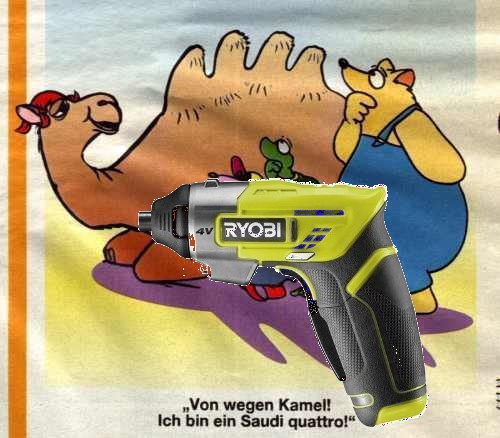 4V
RYOBI
„Von wegen Kamel!
Ich bin ein Saudi quattro!“